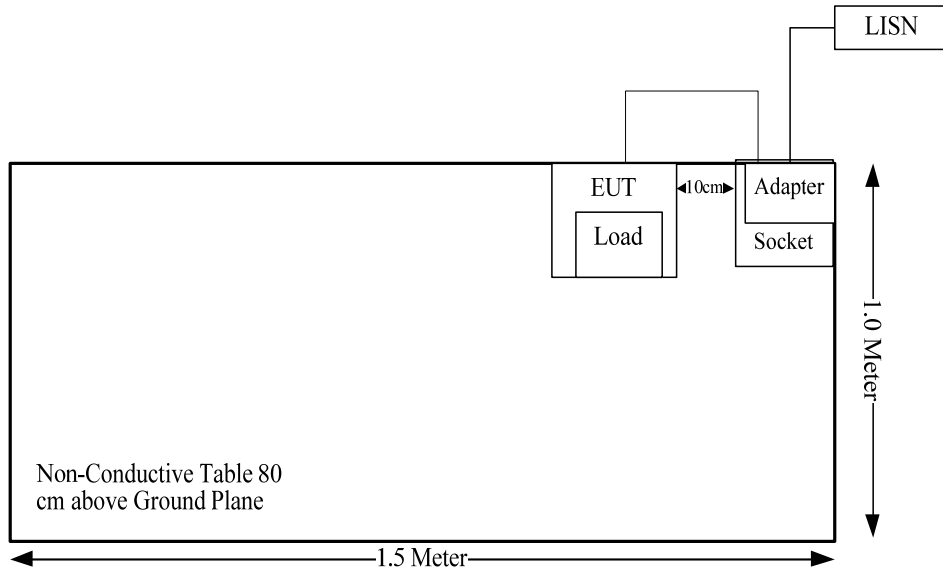 LISN
EUT
10cm
Adapter
Load
Socket
1.0 Meter
Non-Conductive Table 80
cm above Ground Plane
1.5 Meter